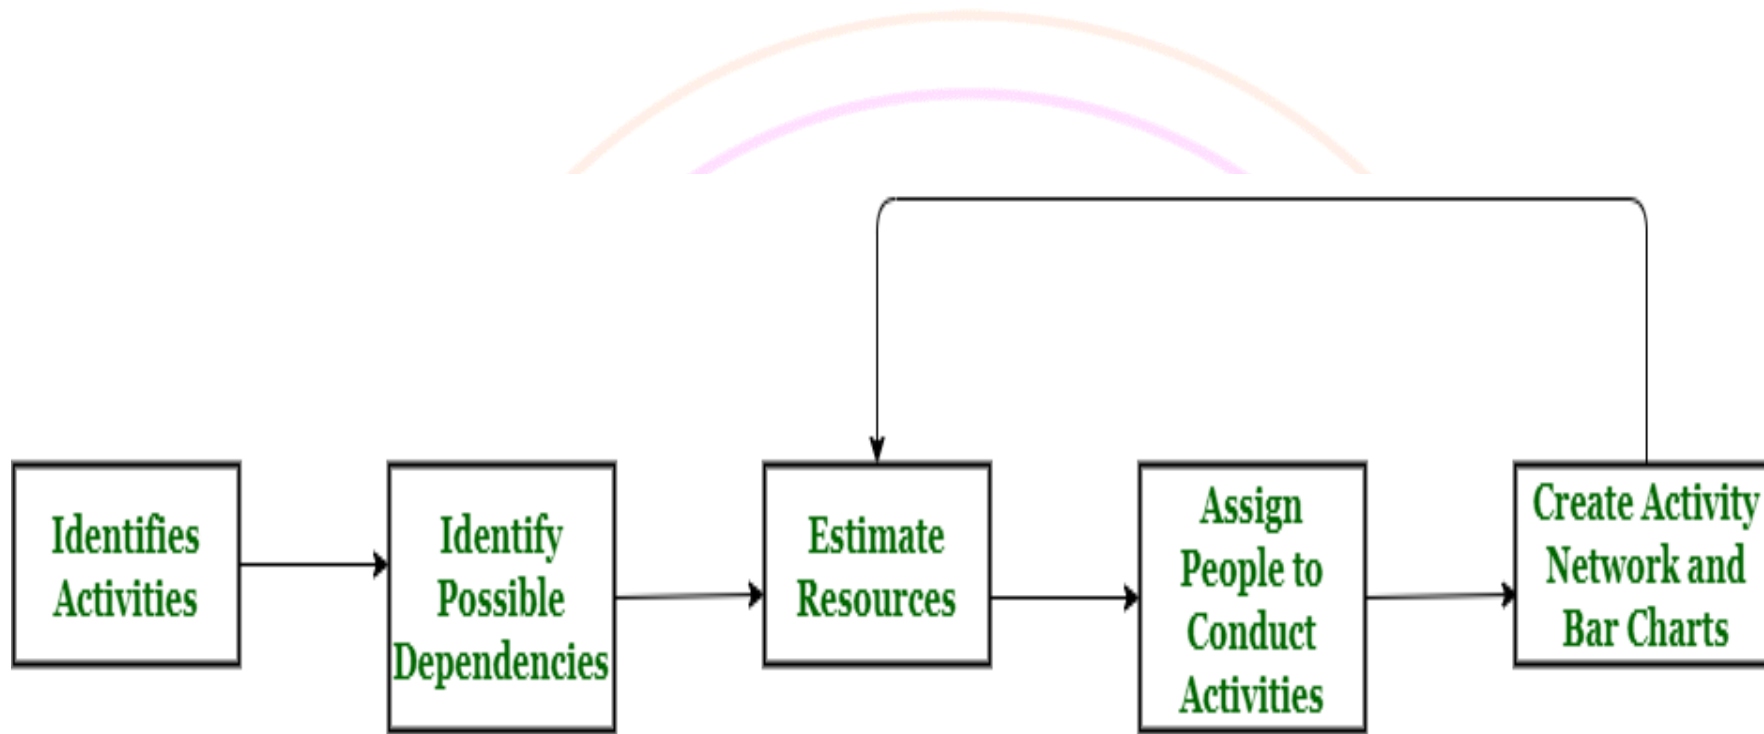 Identifies
Activities
Identify
Possible
Dependencies
Estimate
Resources
Assign
People to
Conduct
Activities
Create Activity
Network and
Bar Charts